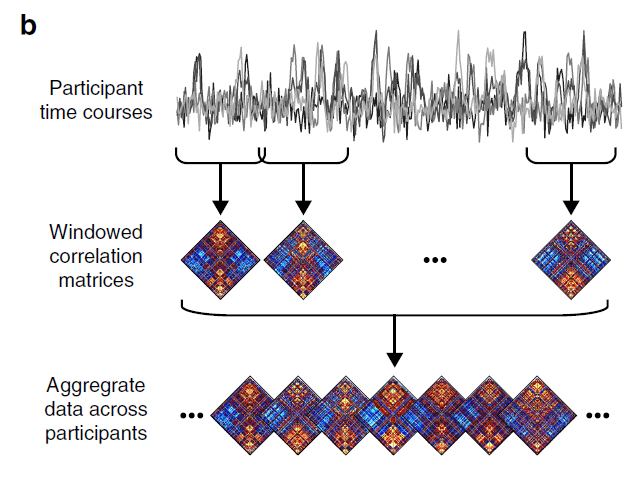 b
Participant
time courses
Windowed
correlation
matrices
•••
Aggregate
data across
participants
•••
•••